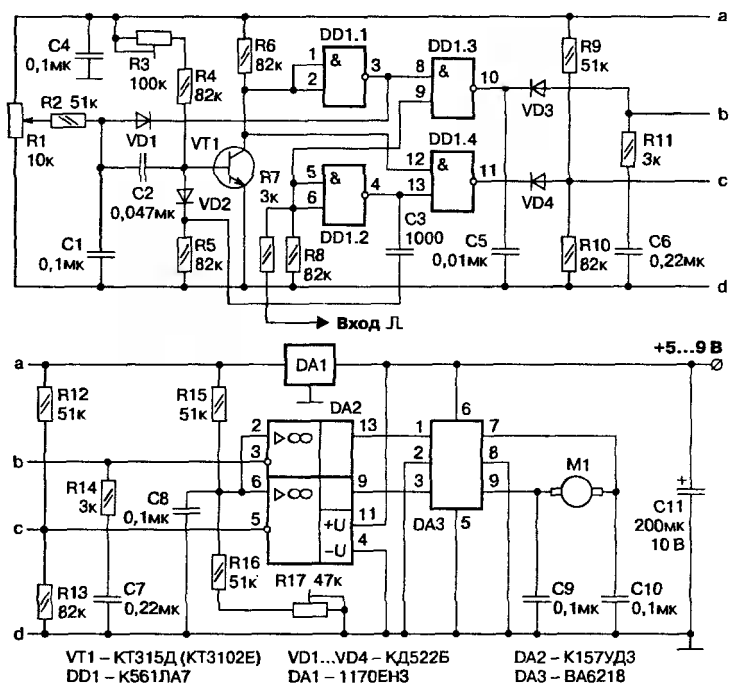 a
C4
0,1мк
R3
100к
R4
82к
R6
82к
DD1.1
1
2
&
3
DD1.3
8
9
&
10
R9
51к
VD3
b
R1
10к
R2 51к
VD1
VT1
C2
0,047мк
VD2
R7
3к
5
6
&
4
DD1.2
12
13
&
11
DD1.4
VD4
R11
3к
c
C1
0,1мк
R5
82к
R8
82к
C3
1000
C5
0,01мк
R10
82к
C6
0,22мк
d
Вход
+5...9 В
a
R12
51к
R15
51к
DA1
DA2
2
3
▷∞
13
1
2
3
6
7
8
9
5
DA3
b
R14
3к
C8
0,1мк
6
5
▷∞
9
11
4
+U
–U
M1
+
C11
200мк
10 В
c
R13
82к
C7
0,22мк
R16
51к
R17 47к
C9
0,1мк
C10
0,1мк
d
VT1 – КТ315Д (КТ3102Е) VD1...VD4 – КД522Б DA2 – К157УД3
DD1 – К561ЛА7 DA1 – 1170ЕН3 DA3 – ВА6218